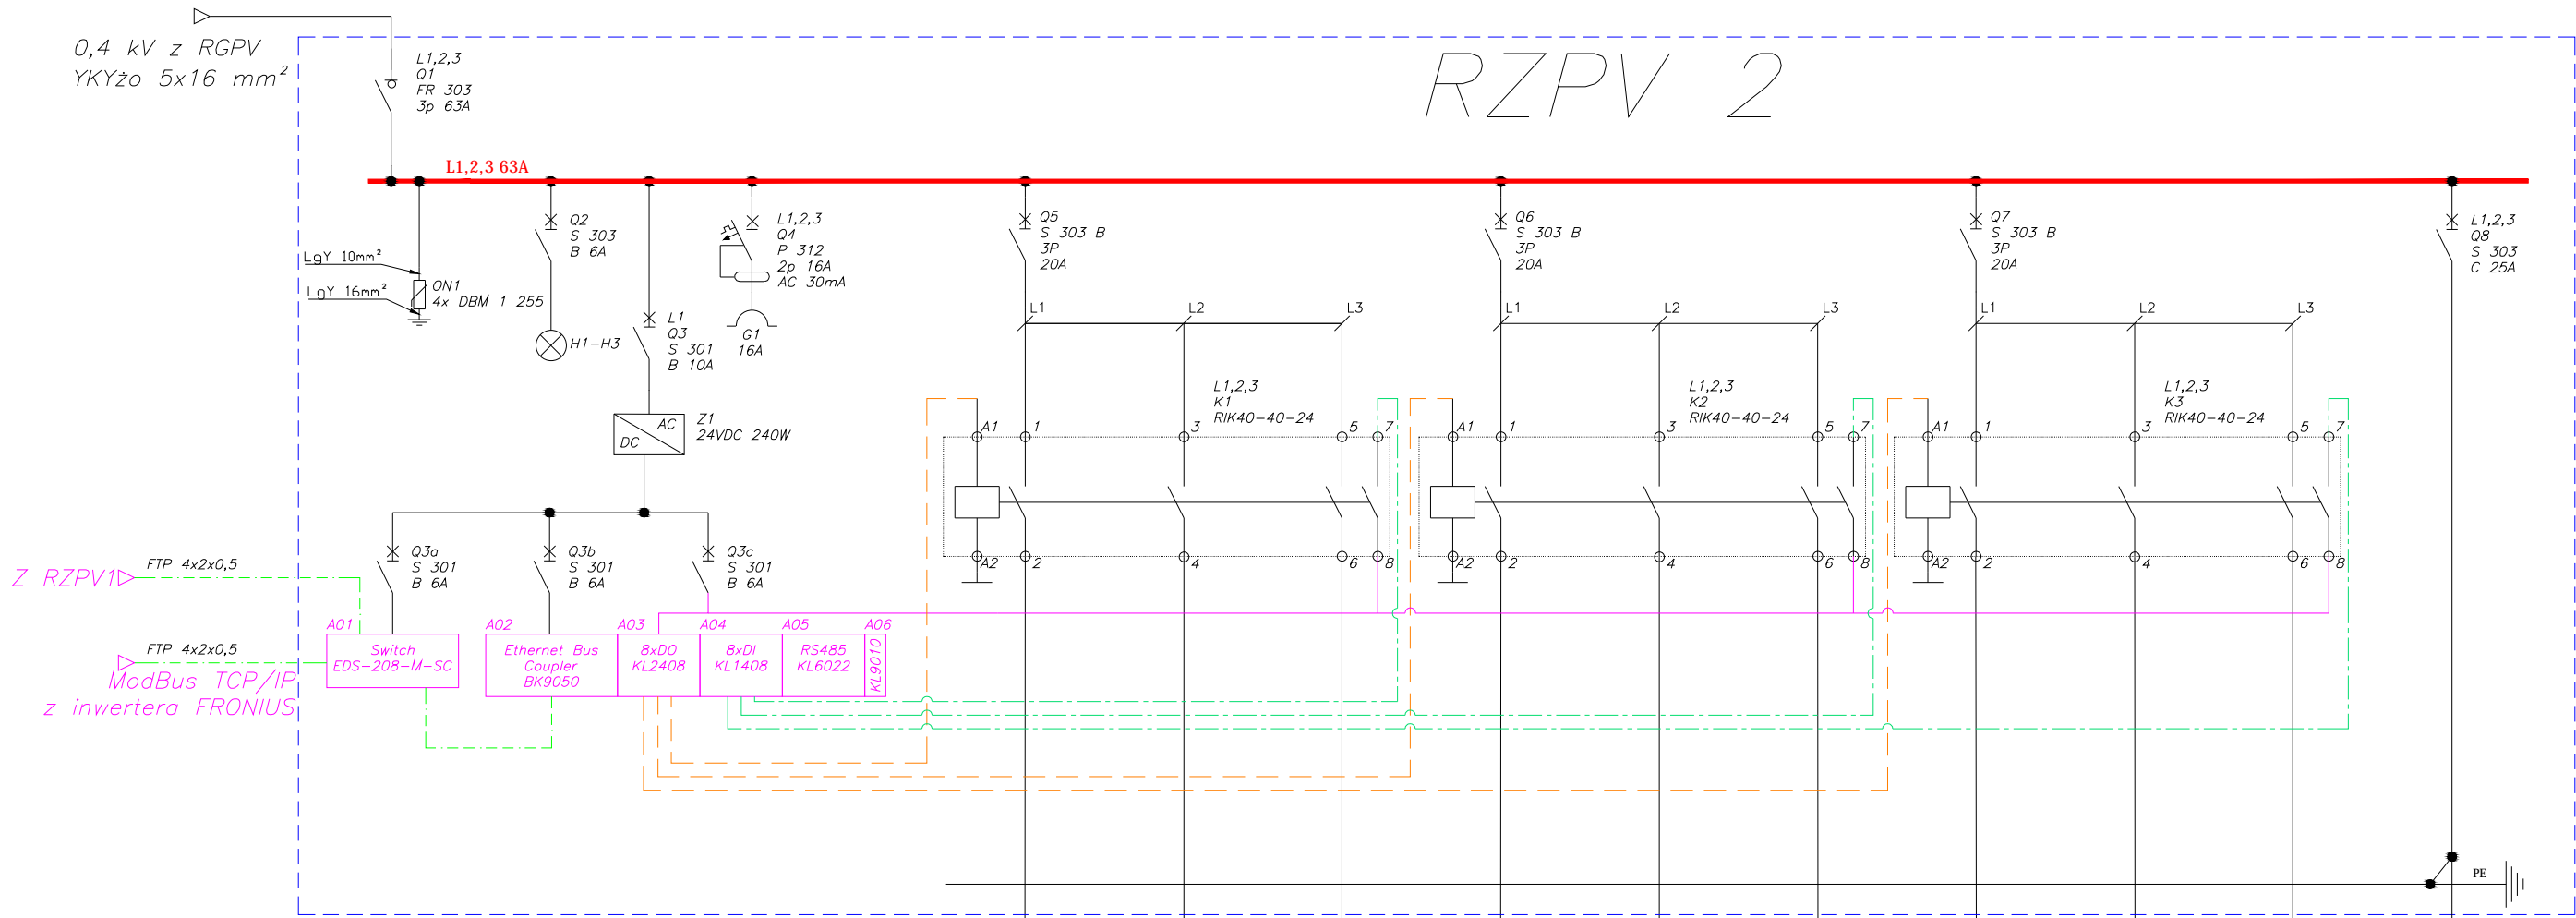 0,4 kV z RGPV
YKYżo 5x16 mm²
RZPV 2
L1,2,3
Q1
FR 303
3p 63A
L1,2,3 63A
LgY 10mm²
LgY 16mm²
ON1
4x DBM 1 255
Q2
S 303
B 6A
H1-H3
L1
Q3
S 301
B 10A
L1,2,3
Q4
P 312
2p 16A
AC 30mA
G1
16A
Q5
S 303 B
3P
20A
Q6
S 303 B
3P
20A
Q7
S 303 B
3P
20A
L1,2,3
Q8
S 303
C 25A
L1
L2
L3
L1
L2
L3
L1
L2
L3
AC
DC
Z1
24VDC 240W
L1,2,3
K1
RIK40-40-24
A1
1
3
5
7
A2
2
4
6
8
L1,2,3
K2
RIK40-40-24
A1
1
3
5
7
A2
2
4
6
8
L1,2,3
K3
RIK40-40-24
A1
1
3
5
7
A2
2
4
6
8
Q3a
S 301
B 6A
Q3b
S 301
B 6A
Q3c
S 301
B 6A
Z RZPV1
FTP 4x2x0,5
FTP 4x2x0,5
ModBus TCP/IP
z inwertera FRONIUS
A01
Switch
EDS-208-M-SC
A02
Ethernet Bus
Coupler
BK9050
A03
8xDO
KL2408
A04
8xDI
KL1408
A05
RS485
KL6022
A06
KL9010
PE